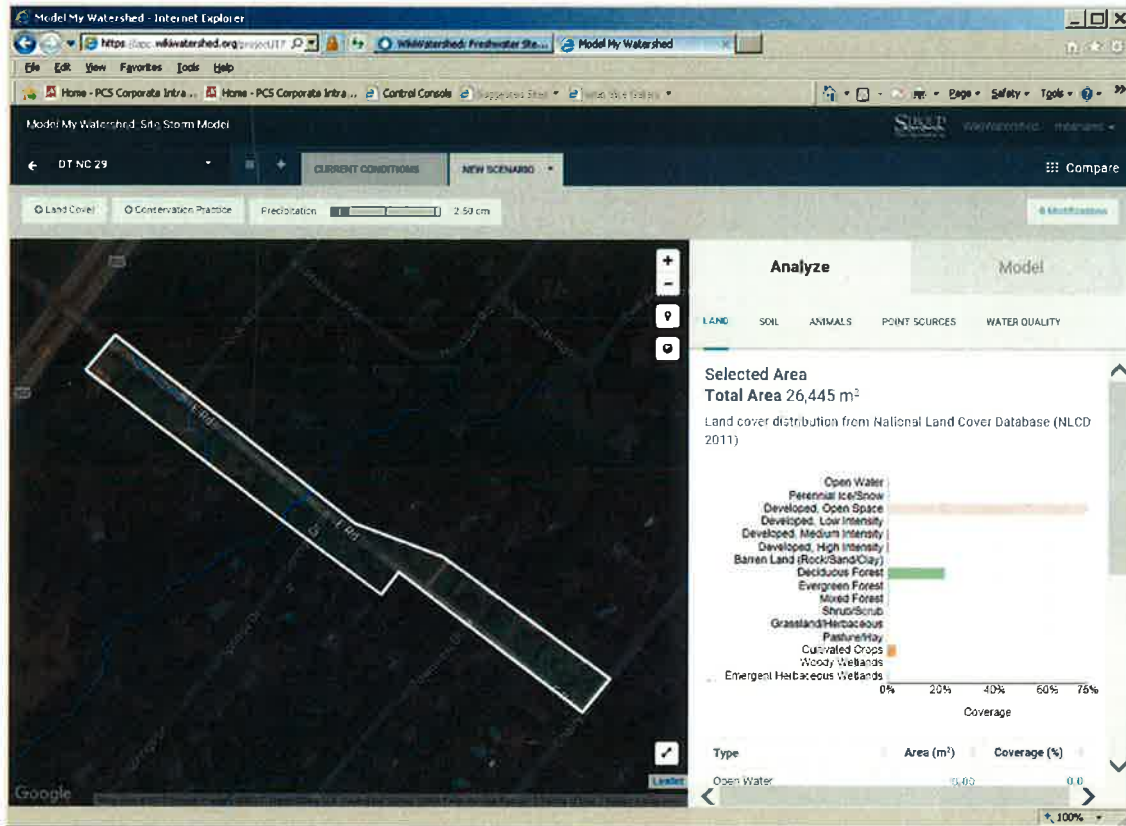 Model My Watershed - Internet Explorer
WikiWatershed: Freshwater Ste...
Model My Watershed
File Edit View Favorites Tools Help
Home - PCS Corporate Intra... Home - PCS Corporate Intra... Control Console
Page Safety Tools
Model My Watershed Site Storm Model
DT NC 29
CURRENT CONDITIONS
NEW SCENARIO
Compare
Land Cover
Conservation Practice
Precipitation
2.50 cm
Modifications
Analyze
Model
LAND SOIL ANIMALS POINT SOURCES WATER QUALITY
Selected Area
Total Area 26,445 m²
Land cover distribution from National Land Cover Database (NLCD
2011)
Open Water
Perennial Ice/Snow
Developed, Open Space
Developed, Low Intensity
Developed, Medium Intensity
Developed, High Intensity
Barren Land (Rock/Sand/Clay)
Deciduous Forest
Evergreen Forest
Mixed Forest
Shrub/Scrub
Grassland/Herbaceous
Pasture/Hay
Cultivated Crops
Woody Wetlands
Emergent Herbaceous Wetlands
0% 20% 40% 60% 75%
Coverage
Type Area (m²) Coverage (%)
Open Water 0.00 0.0
E Rd
E Rd
Google
Leaflet
100%